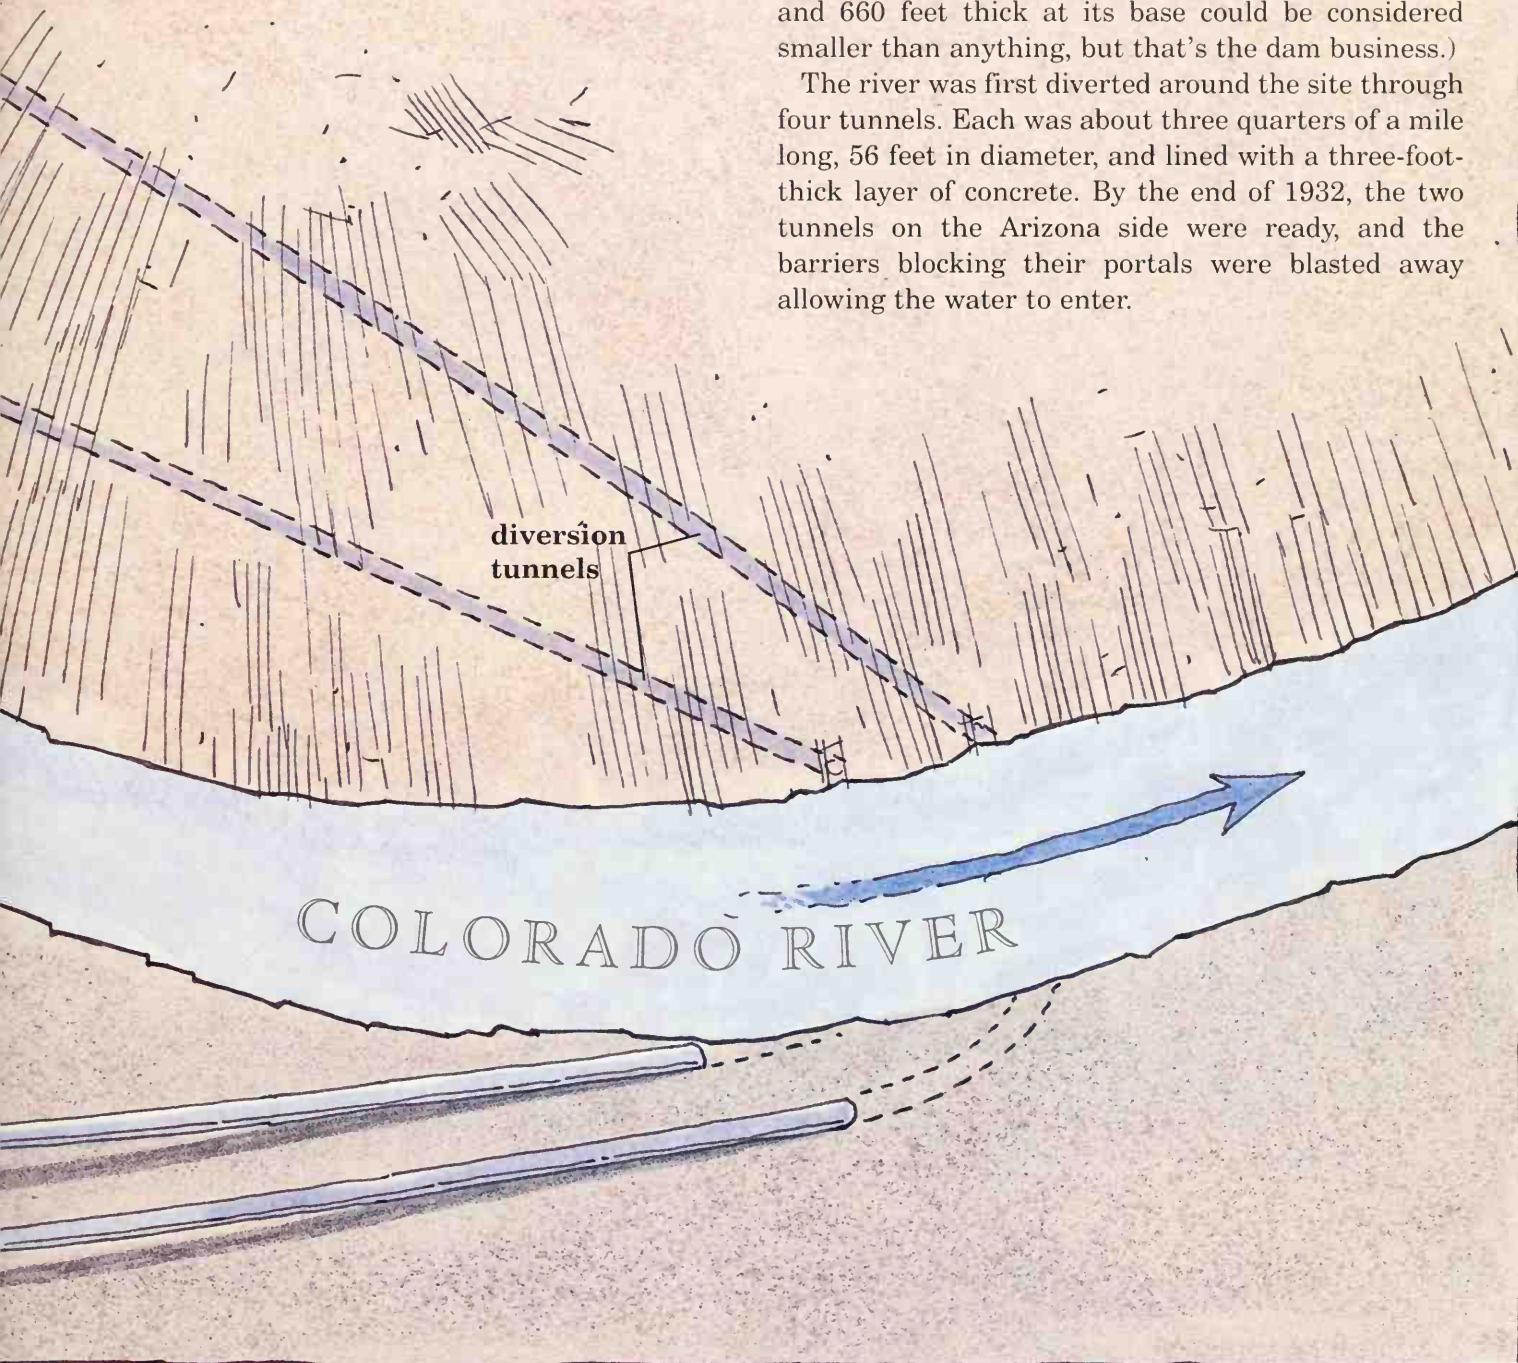 and 660 feet thick at its base could be considered
smaller than anything, but that's the dam business.)
The river was first diverted around the site through
four tunnels. Each was about three quarters of a mile
long, 56 feet in diameter, and lined with a three-foot-
thick layer of concrete. By the end of 1932, the two
tunnels on the Arizona side were ready, and the
barriers blocking their portals were blasted away
allowing the water to enter.
diversion
tunnels
COLORADO RIVER